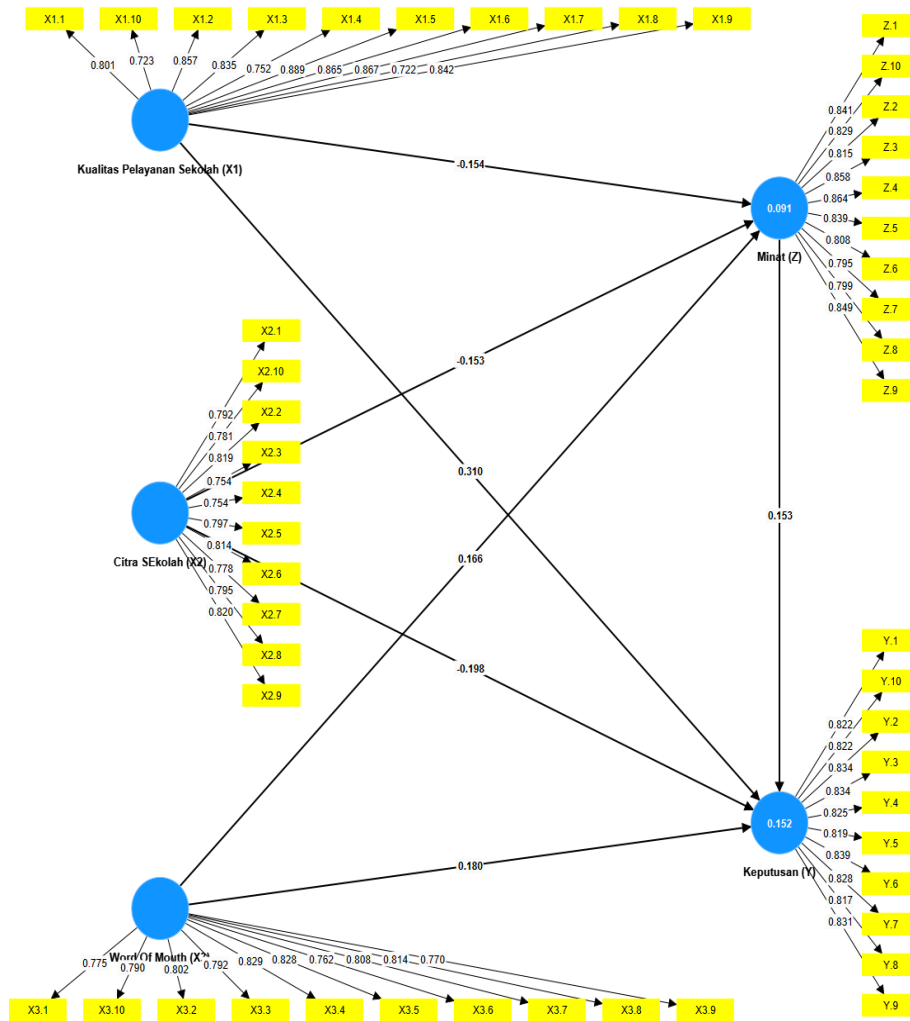 X1.1 X1.10 X1.2 X1.3 X1.4 X1.5 X1.6 X1.7 X1.8 X1.9
0.801 0.723 0.857 0.835 0.752 0.889 0.865 0.867 0.722 0.842
Kualitas Pelayanan Sekolah (X1)
-0.154
0.310
Z.1
Z.10
Z.2
Z.3
Z.4
Z.5
Z.6
Z.7
Z.8
Z.9
0.841
0.829
0.815
0.858
0.864
0.839
0.808
0.795
0.799
0.849
0.091
Minat (Z)
X2.1
X2.10
X2.2
X2.3
X2.4
X2.5
X2.6
X2.7
X2.8
X2.9
0.792
0.781
0.819
0.754
0.754
0.797
0.814
0.778
0.795
0.820
Citra SEkolah (X2)
-0.153
-0.198
0.166
0.153
Y.1
Y.10
Y.2
Y.3
Y.4
Y.5
Y.6
Y.7
Y.8
Y.9
0.822
0.822
0.834
0.834
0.825
0.819
0.839
0.828
0.817
0.831
0.152
Keputusan (Y)
0.180
Word Of Mouth
0.775 0.790 0.802 0.792 0.829 0.828 0.762 0.808 0.814 0.770
X3.1 X3.10 X3.2 X3.3 X3.4 X3.5 X3.6 X3.7 X3.8 X3.9